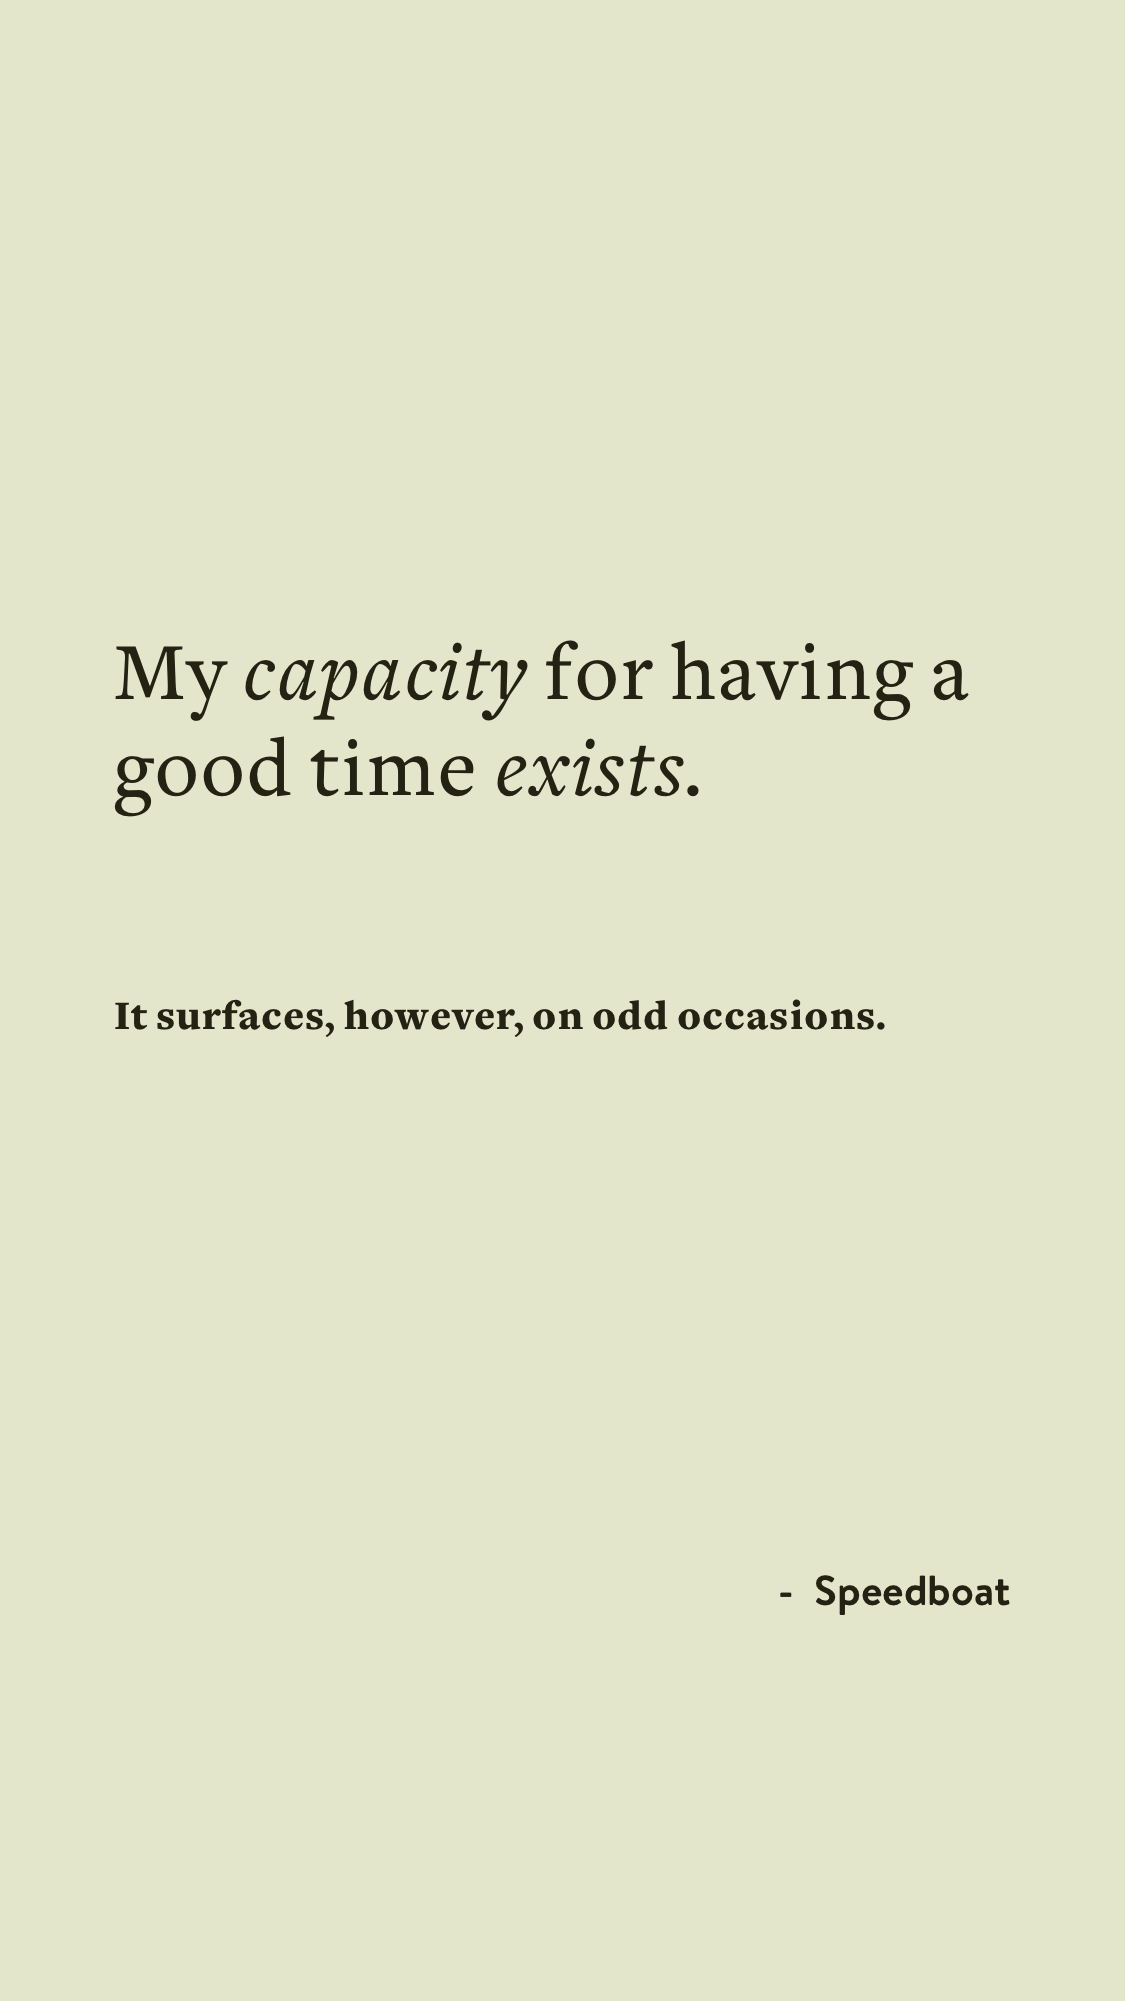 My capacity for having a
good time exists.
It surfaces, however, on odd occasions.
- Speedboat